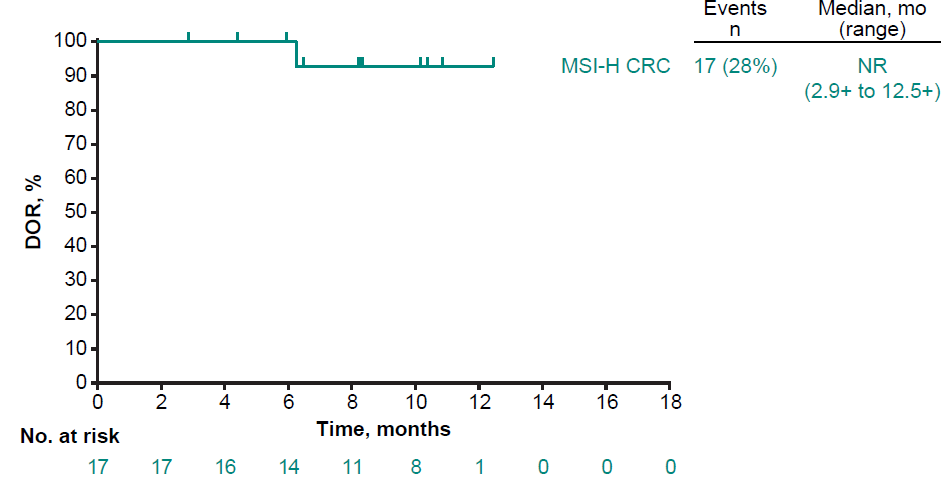 Events Median, mo
n (range)
MSI-H CRC 17 (28%) NR
(2.9+ to 12.5+)
100
90
80
70
60
50
40
30
20
10
0
DOR, %
0 2 4 6 8 10 12 14 16 18
Time, months
No. at risk
17 17 16 14 11 8 1 0 0 0